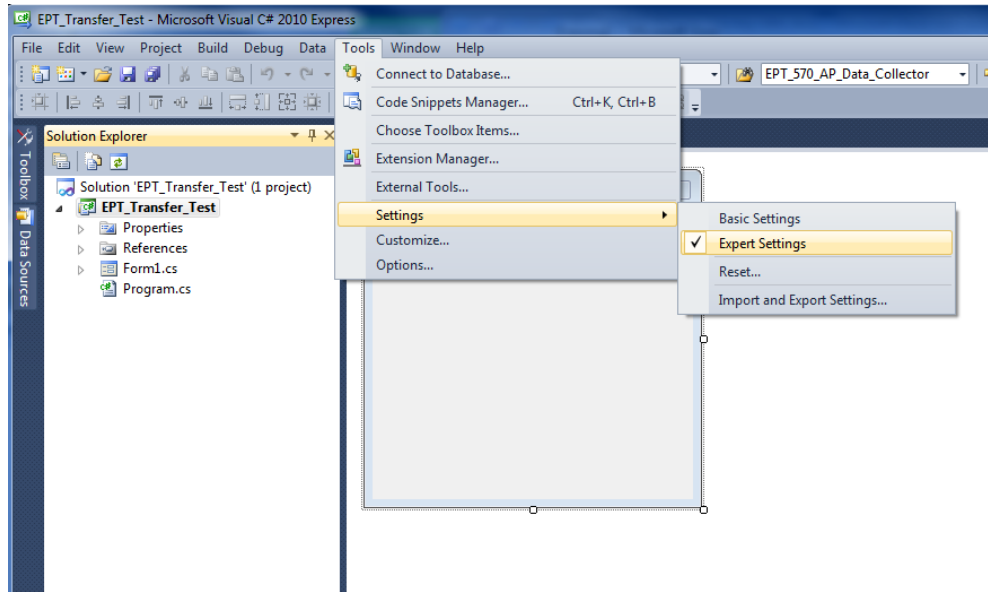 EPT_Transfer_Test - Microsoft Visual C# 2010 Express
File Edit View Project Build Debug Data Tools Window Help
EPT_570_AP_Data_Collector
Solution Explorer
Solution 'EPT_Transfer_Test' (1 project)
EPT_Transfer_Test
Properties
References
Form1.cs
Program.cs
Toolbox
Data Sources
Connect to Database...
Code Snippets Manager... Ctrl+K, Ctrl+B
Choose Toolbox Items...
Extension Manager...
External Tools...
Settings
Customize...
Options...
Basic Settings
Expert Settings
Reset...
Import and Export Settings...